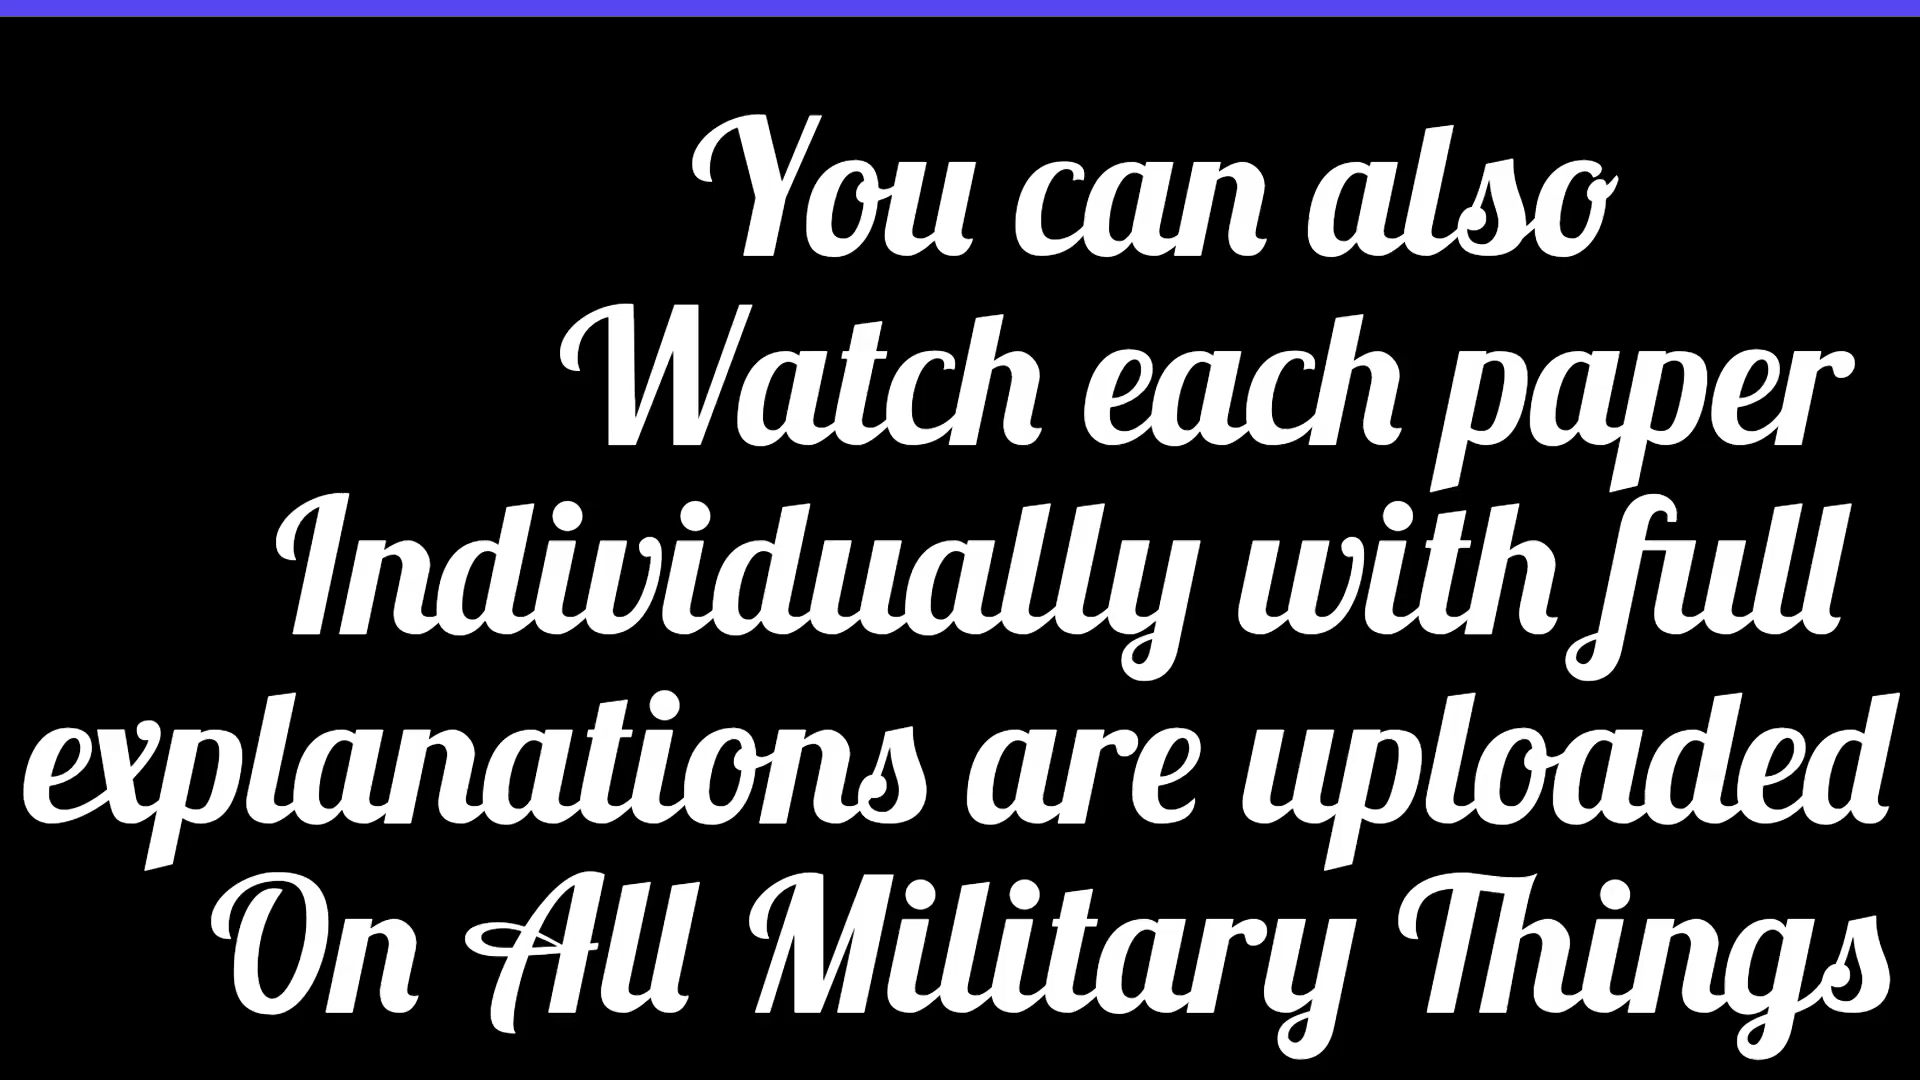 You can also
Watch each paper
Individually with full
explanations are uploaded
On All Military Things